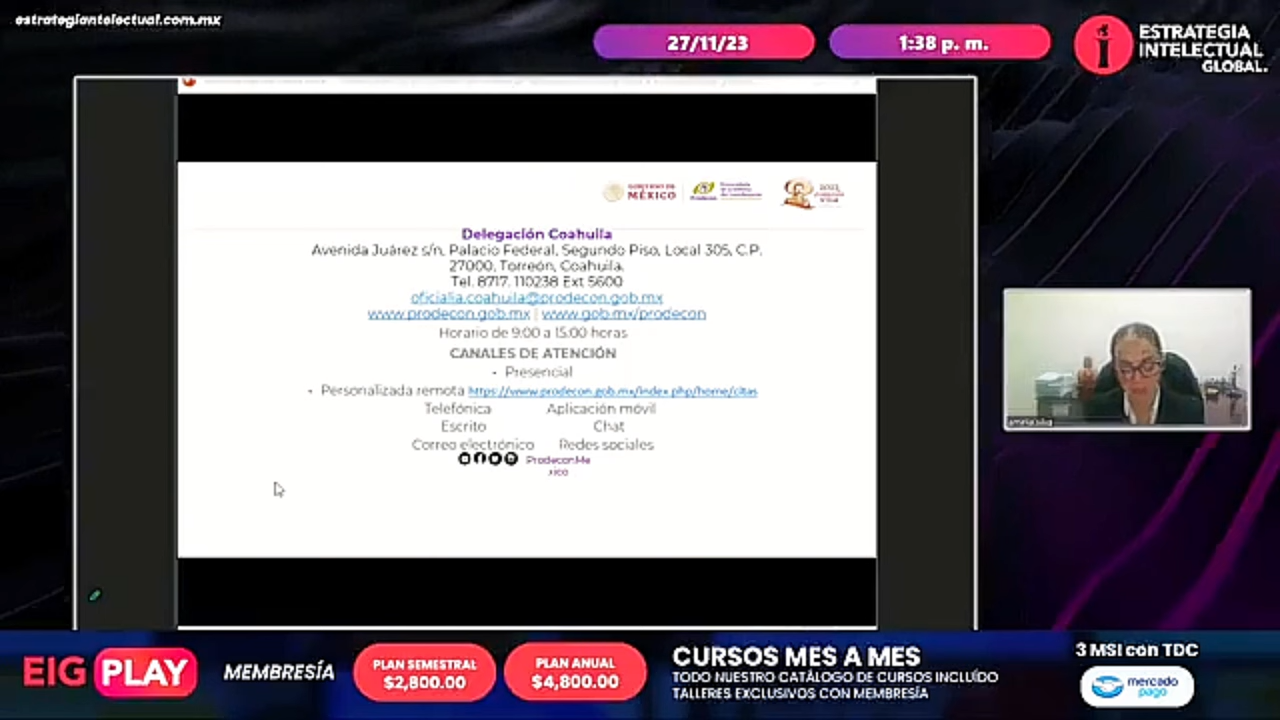 estrategiaintelectual.com.mx
27/11/23
1:38 p. m.
ESTRATEGIA
INTELECTUAL
GLOBAL.
GOBIERNO DE
MÉXICO
Delegación Coahuila
Avenida Juárez s/n, Palacio Federal, Segundo Piso, Local 305, C.P.
27000, Torreón, Coahuila.
Tel. 8717. 110238 Ext 5600
oficialia.coahuila@prodecon.gob.mx
www.prodecon.gob.mx | www.gob.mx/prodecon
Horario de 9:00 a 15:00 horas
CANALES DE ATENCIÓN
- Presencial
- Personalizada remota https://www.prodecon.gob.mx/index.php/home/citas
Telefónica Aplicación móvil
Escrito Chat
Correo electrónico Redes sociales
ProdeconMe
xico
EIG PLAY
MEMBRESÍA
PLAN SEMESTRAL
$2,800.00
PLAN ANUAL
$4,800.00
CURSOS MES A MES
TODO NUESTRO CATÁLOGO DE CURSOS INCLUÍDO
TALLERES EXCLUSIVOS CON MEMBRESÍA
3 MSI con TDC
mercado
pago